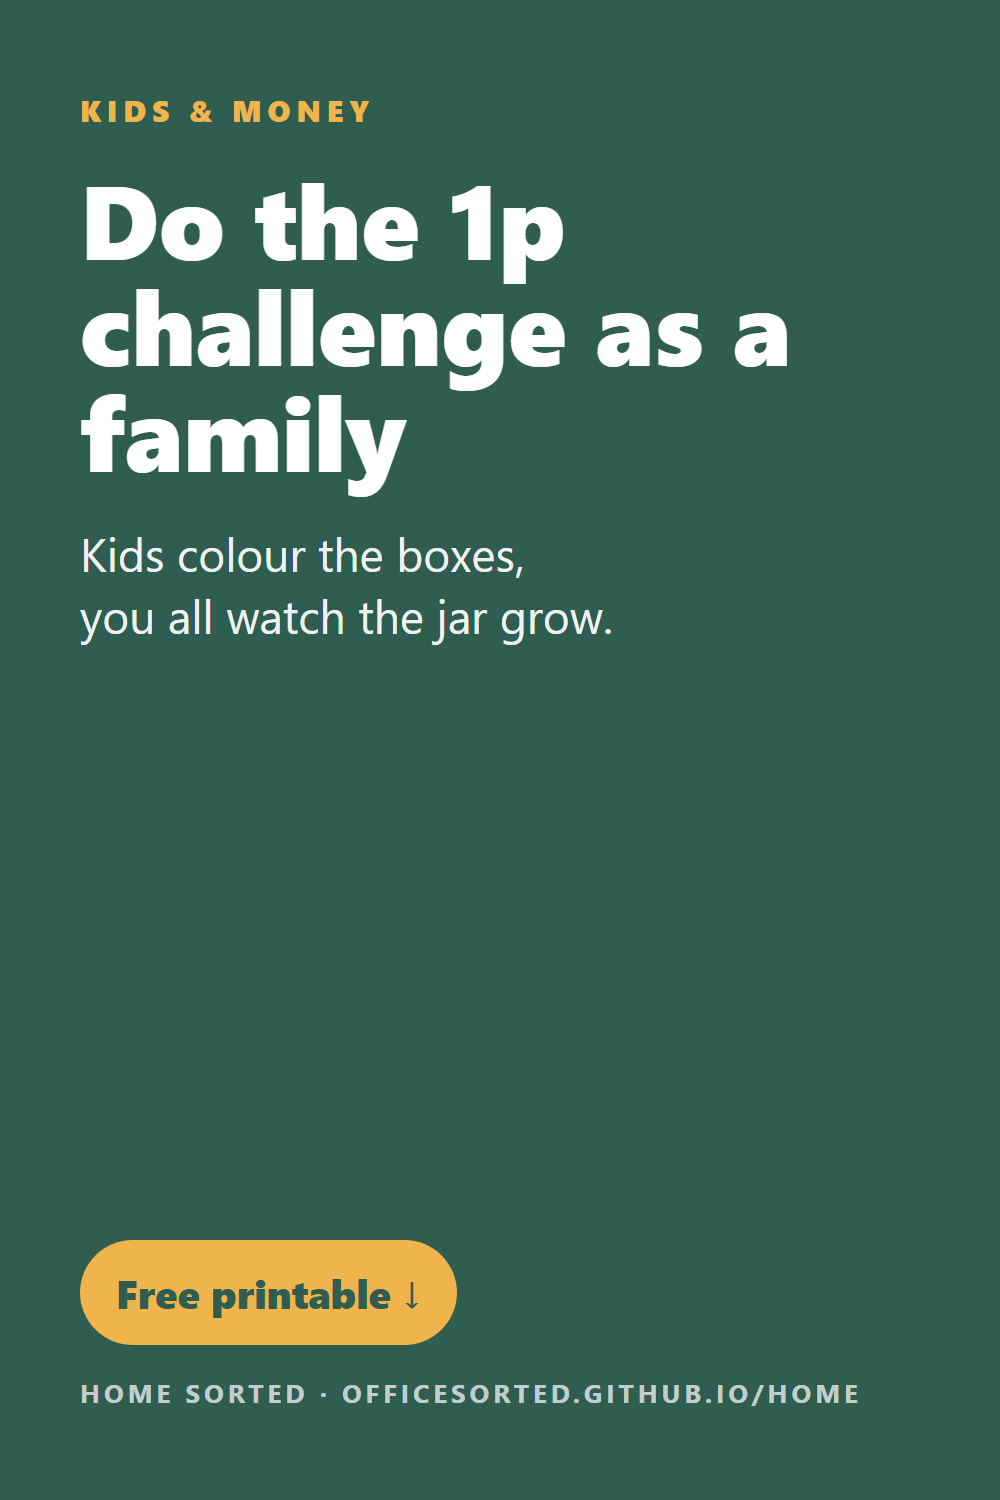 KIDS & MONEY
Do the 1p
challenge as a
family
Kids colour the boxes,
you all watch the jar grow.
Free printable ↓
HOME SORTED · OFFICESORTED.GITHUB.IO/HOME